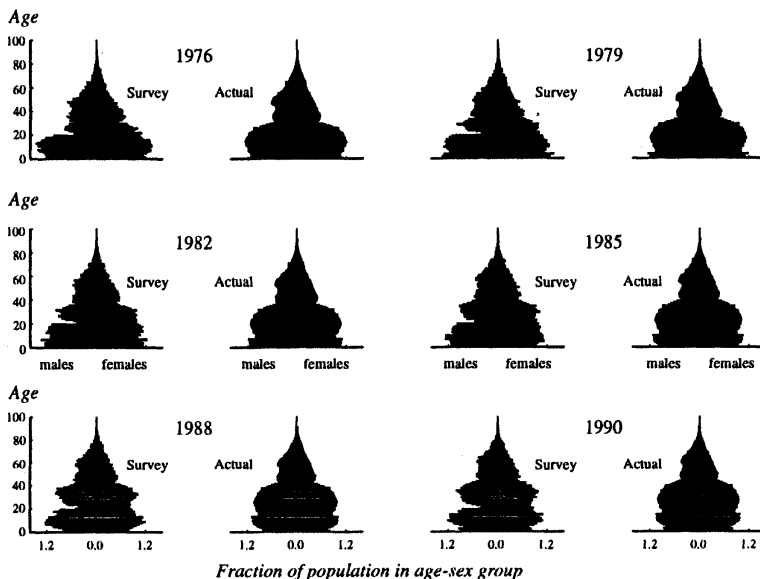 Age
1976
1979
100
80
60
40
20
0
Survey
Actual
Survey
Actual
Age
1982
1985
100
80
60
40
20
0
Survey
Actual
Survey
Actual
males females
males females
males females
males females
Age
1988
1990
100
80
60
40
20
0
Survey
Actual
Survey
Actual
1.2 0.0 1.2
1.2 0.0 1.2
1.2 0.0 1.2
1.2 0.0 1.2
Fraction of population in age-sex group